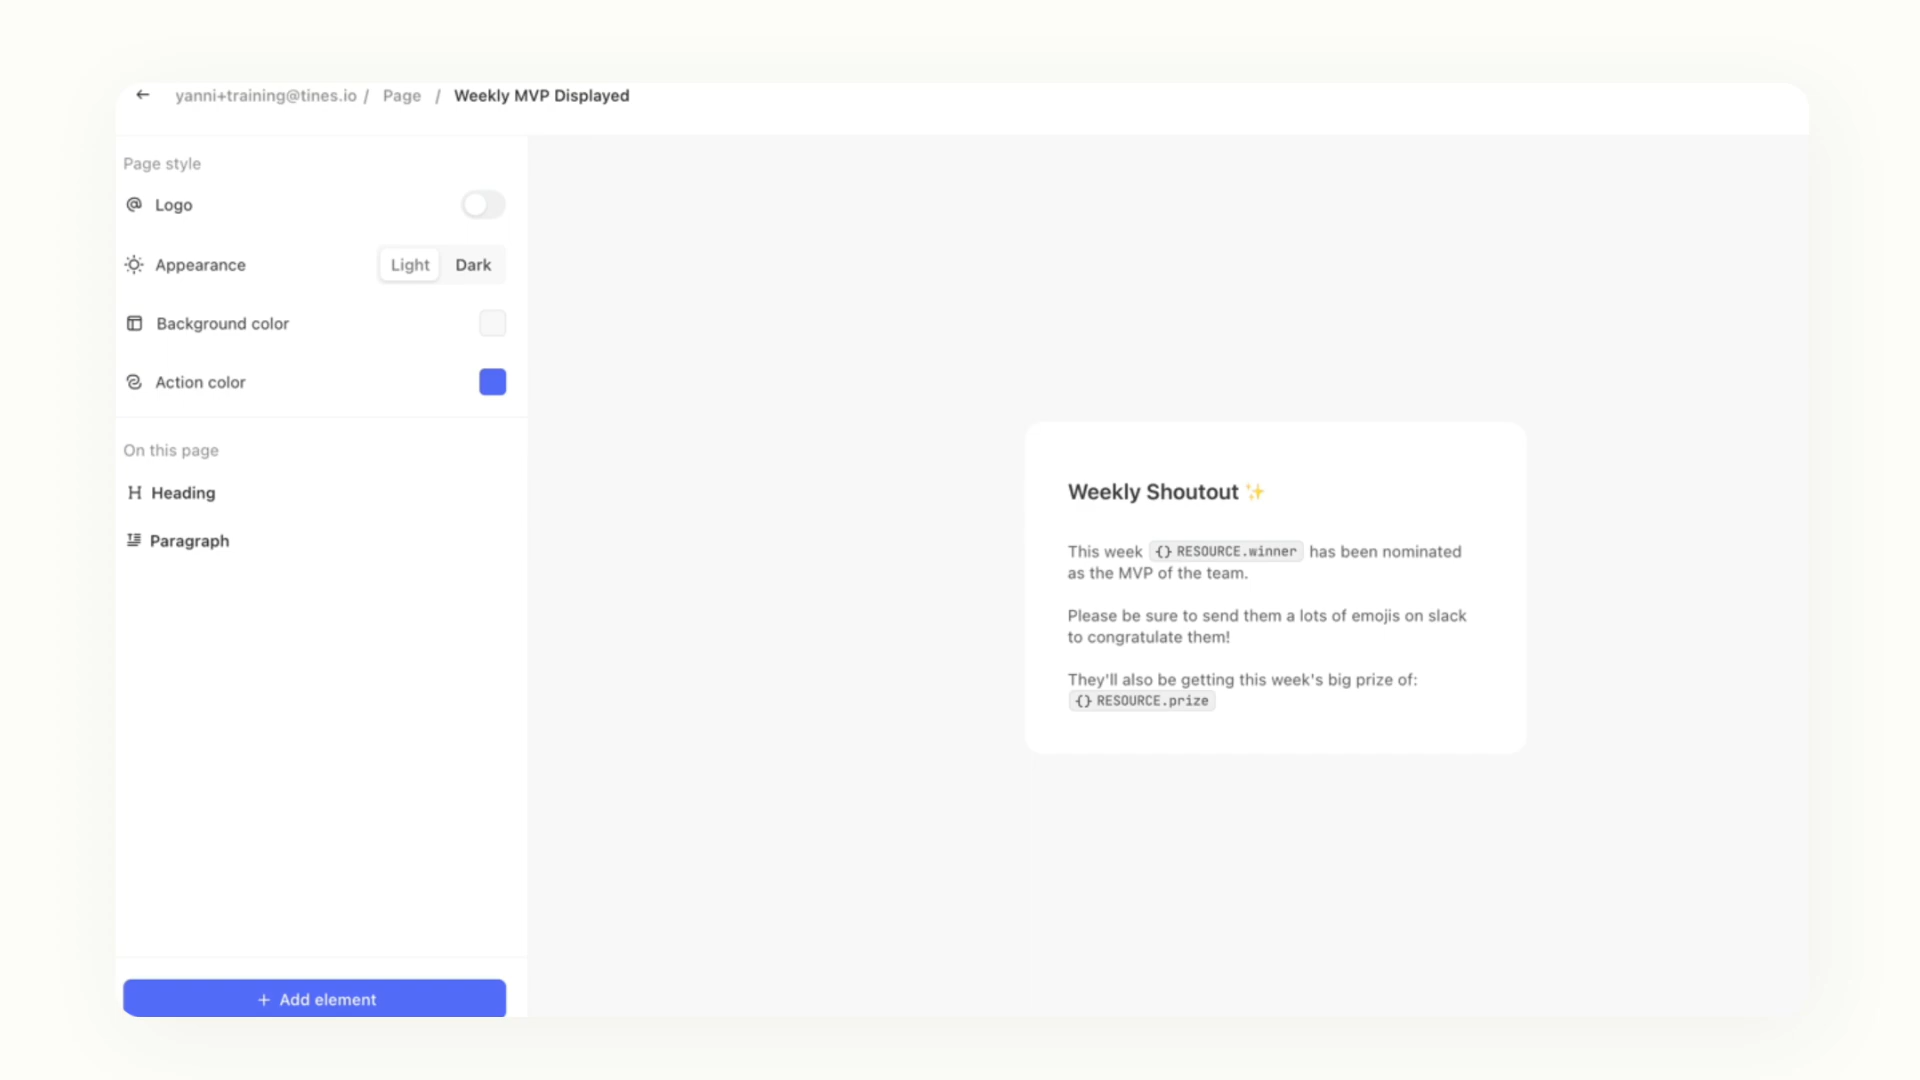 yanni+training@tines.io / Page / Weekly MVP Displayed
Page style
Logo
Appearance
Light Dark
Background color
Action color
On this page
Heading
Paragraph
+ Add element
Weekly Shoutout ✨
This week {} RESOURCE.winner has been nominated
as the MVP of the team.
Please be sure to send them a lots of emojis on slack
to congratulate them!
They'll also be getting this week's big prize of:
{} RESOURCE.prize